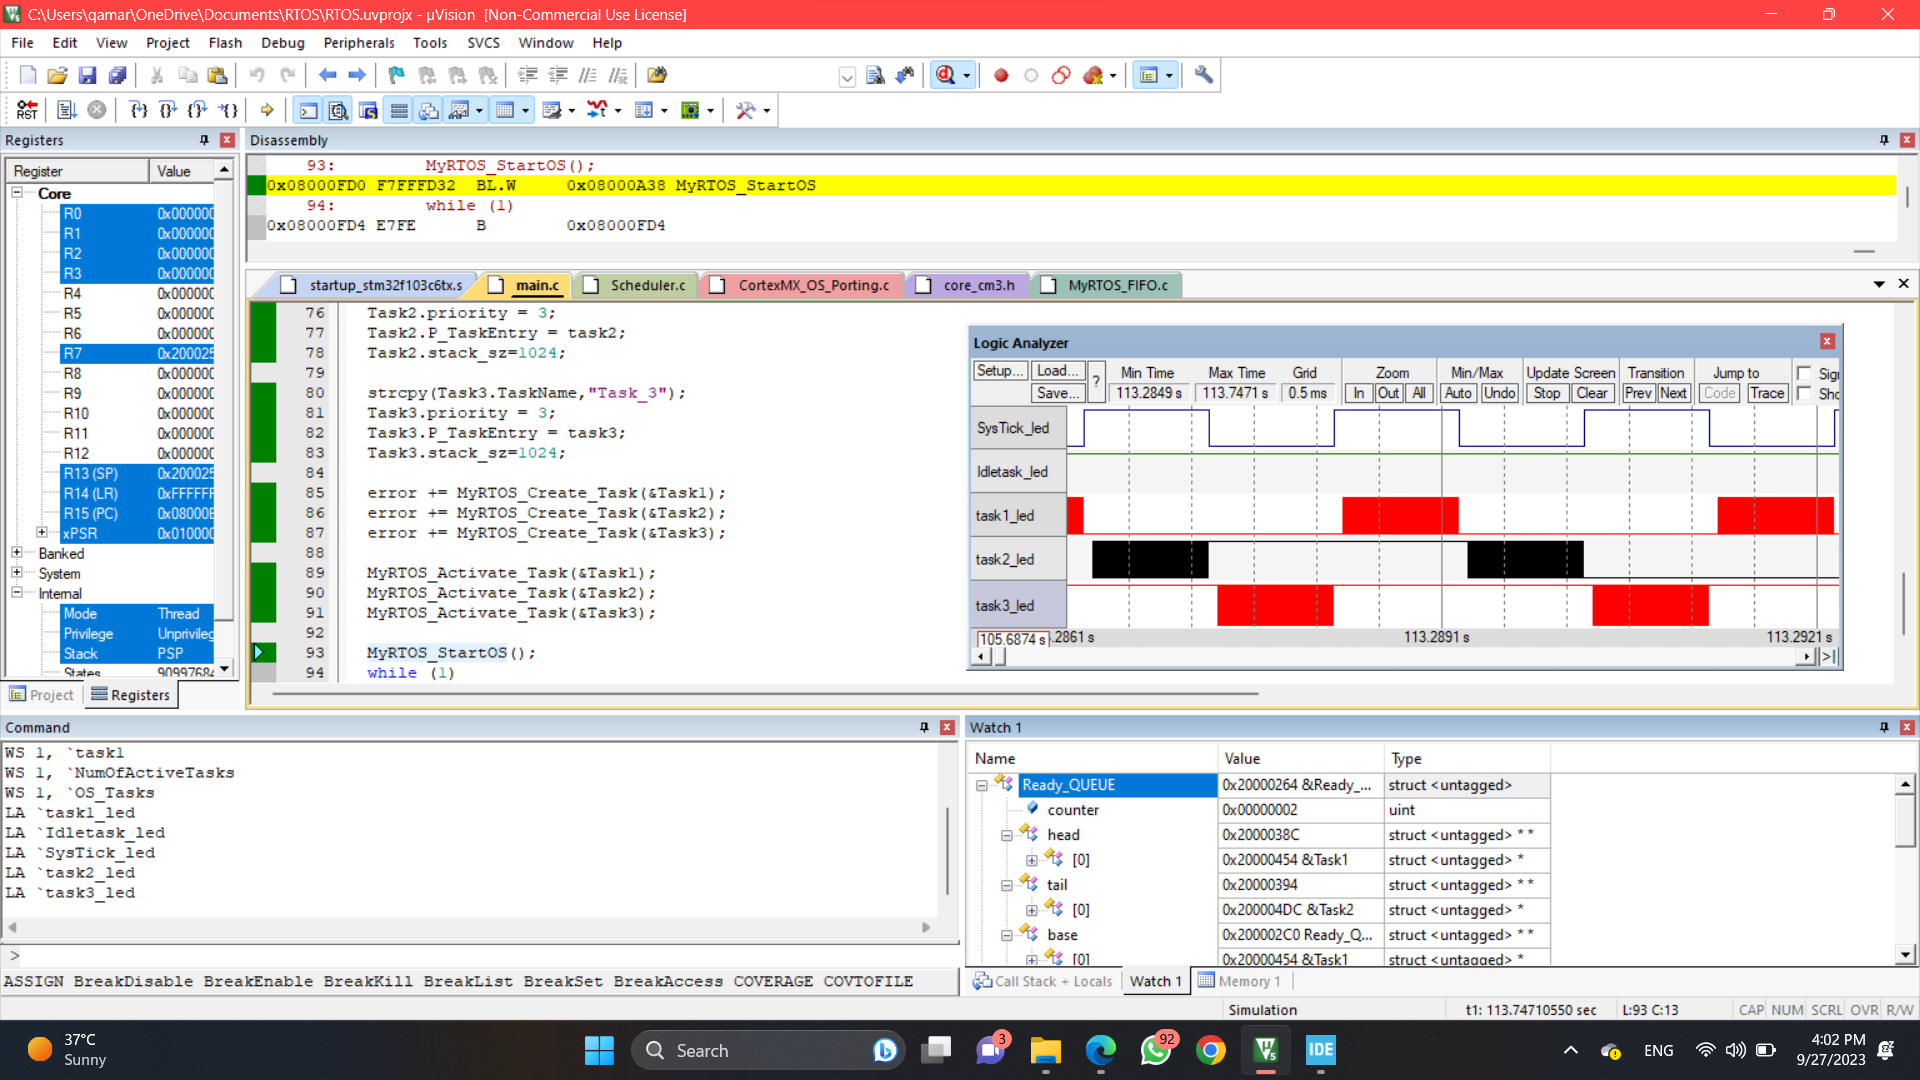 C:\Users\qamar\OneDrive\Documents\RTOS\RTOS.uvprojx - µVision [Non-Commercial Use License]
File Edit View Project Flash Debug Peripherals Tools SVCS Window Help
RST
Registers
Register Value
Core
R0 0x000000
R1 0x000000
R2 0x000000
R3 0x000000
R4 0x000000
R5 0x000000
R6 0x000000
R7 0x200025
R8 0x000000
R9 0x000000
R10 0x000000
R11 0x000000
R12 0x000000
R13 (SP) 0x200025
R14 (LR) 0xFFFFFF
R15 (PC) 0x08000E
xPSR 0x010000
Banked
System
Internal
Mode Thread
Privilege Unprivileg
Stack PSP
States 90997684
Project Registers
Disassembly
93: MyRTOS_StartOS();
0x08000FD0 F7FFFD32 BL.W 0x08000A38 MyRTOS_StartOS
94: while (1)
0x08000FD4 E7FE B 0x08000FD4
startup_stm32f103c6tx.s main.c Scheduler.c CortexMX_OS_Porting.c core_cm3.h MyRTOS_FIFO.c
76 Task2.priority = 3;
77 Task2.P_TaskEntry = task2;
78 Task2.stack_sz=1024;
79
80 strcpy(Task3.TaskName,"Task_3");
81 Task3.priority = 3;
82 Task3.P_TaskEntry = task3;
83 Task3.stack_sz=1024;
84
85 error += MyRTOS_Create_Task(&Task1);
86 error += MyRTOS_Create_Task(&Task2);
87 error += MyRTOS_Create_Task(&Task3);
88
89 MyRTOS_Activate_Task(&Task1);
90 MyRTOS_Activate_Task(&Task2);
91 MyRTOS_Activate_Task(&Task3);
92
93 MyRTOS_StartOS();
94 while (1)
Logic Analyzer
Setup... Load... ? Min Time Max Time Grid Zoom Min/Max Update Screen Transition Jump to Sig
Save... 113.2849 s 113.7471 s 0.5 ms In Out All Auto Undo Stop Clear Prev Next Code Trace Sho
SysTick_led
Idletask_led
task1_led
task2_led
task3_led
105.6874 s .2861 s 113.2891 s 113.2921 s
Command
WS 1, `task1
WS 1, `NumOfActiveTasks
WS 1, `OS_Tasks
LA `task1_led
LA `Idletask_led
LA `SysTick_led
LA `task2_led
LA `task3_led
>
ASSIGN BreakDisable BreakEnable BreakKill BreakList BreakSet BreakAccess COVERAGE COVTOFILE
Watch 1
Name Value Type
Ready_QUEUE 0x20000264 &Ready_... struct <untagged>
counter 0x00000002 uint
head 0x2000038C struct <untagged> * *
[0] 0x20000454 &Task1 struct <untagged> *
tail 0x20000394 struct <untagged> * *
[0] 0x200004DC &Task2 struct <untagged> *
base 0x200002C0 Ready_Q... struct <untagged> * *
[0] 0x20000454 &Task1 struct <untagged> *
Call Stack + Locals Watch 1 Memory 1
Simulation t1: 113.74710550 sec L:93 C:13 CAP NUM SCRL OVR R/W
37°C
Sunny
Search
3
92
IDE
ENG
4:02 PM
9/27/2023